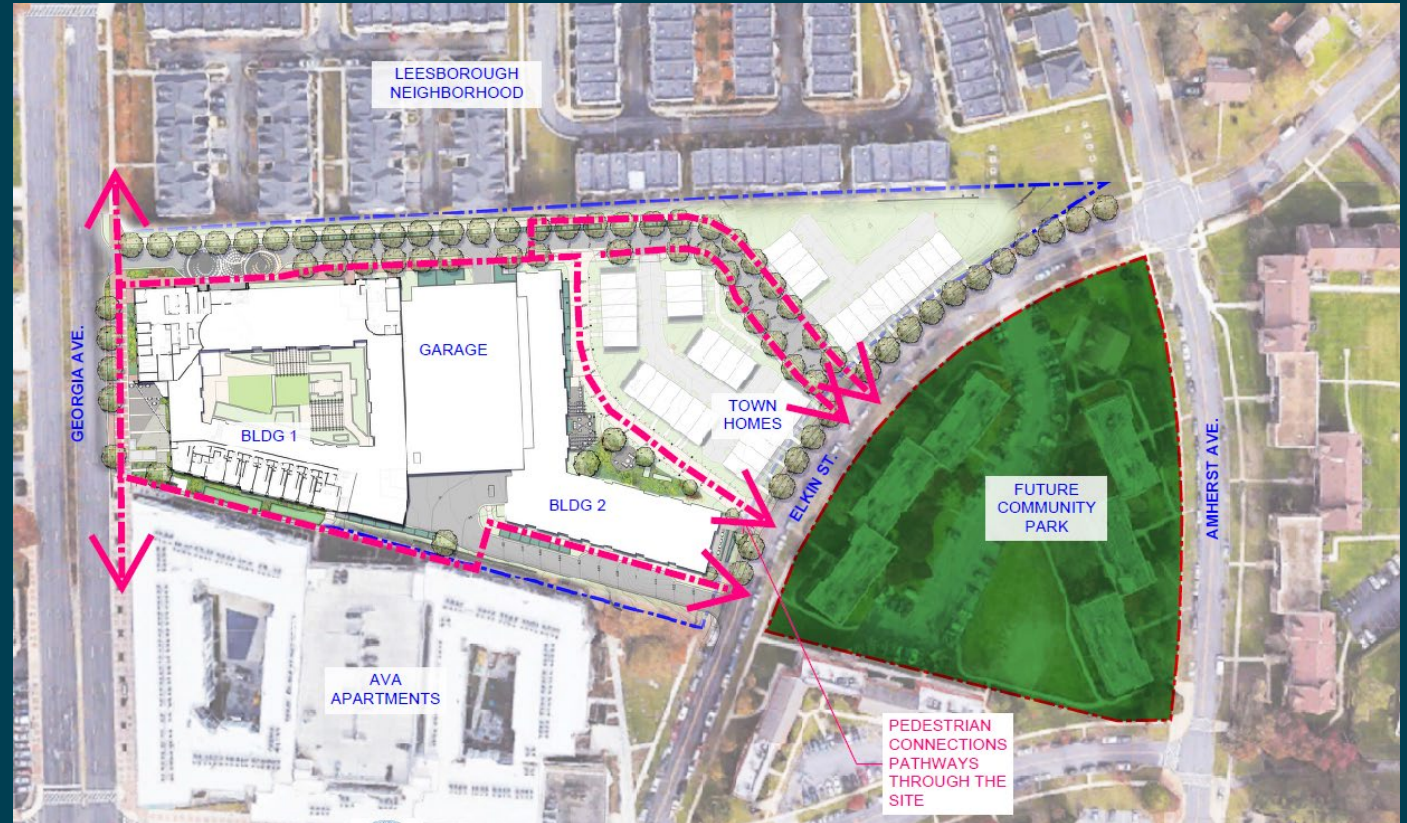 LEESBOROUGH
NEIGHBORHOOD
GEORGIA AVE.
GARAGE
BLDG 1
TOWN
HOMES
BLDG 2
ELKIN ST.
FUTURE
COMMUNITY
PARK
AMHERST AVE.
AVA
APARTMENTS
PEDESTRIAN
CONNECTIONS
PATHWAYS
THROUGH THE
SITE